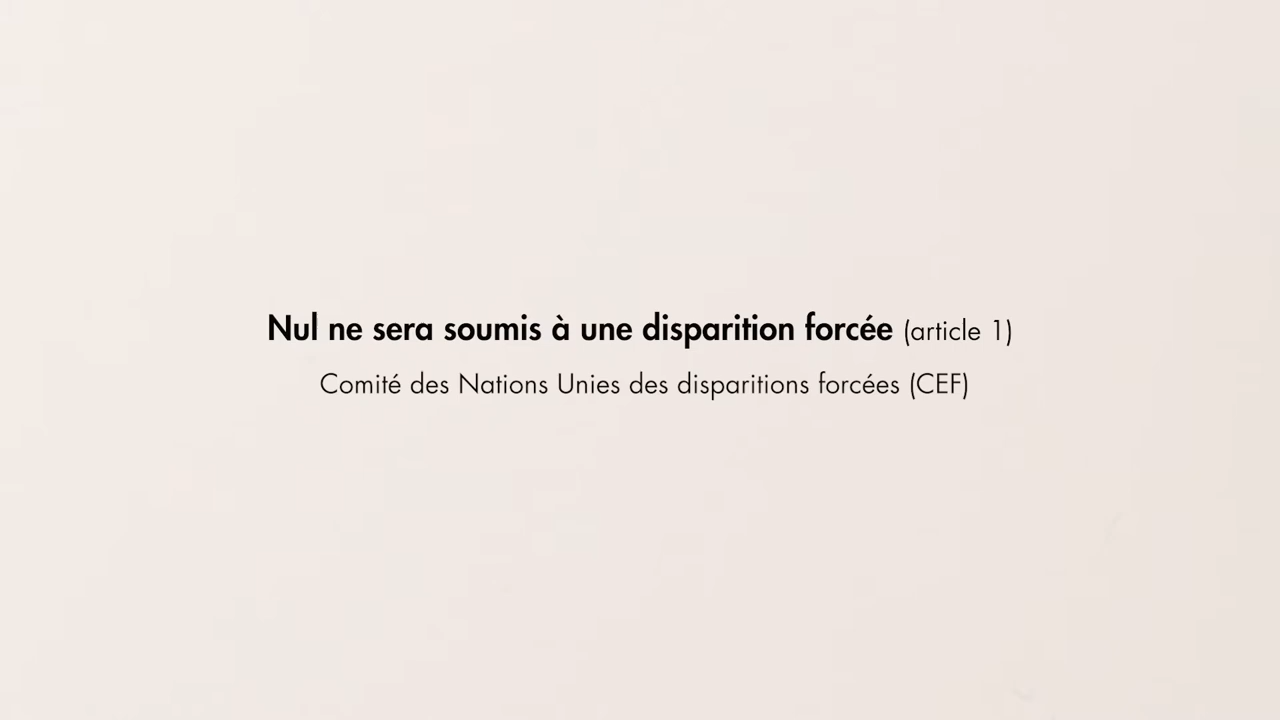 Nul ne sera soumis à une disparition forcée (article 1)
Comité des Nations Unies des disparitions forcées (CEF)